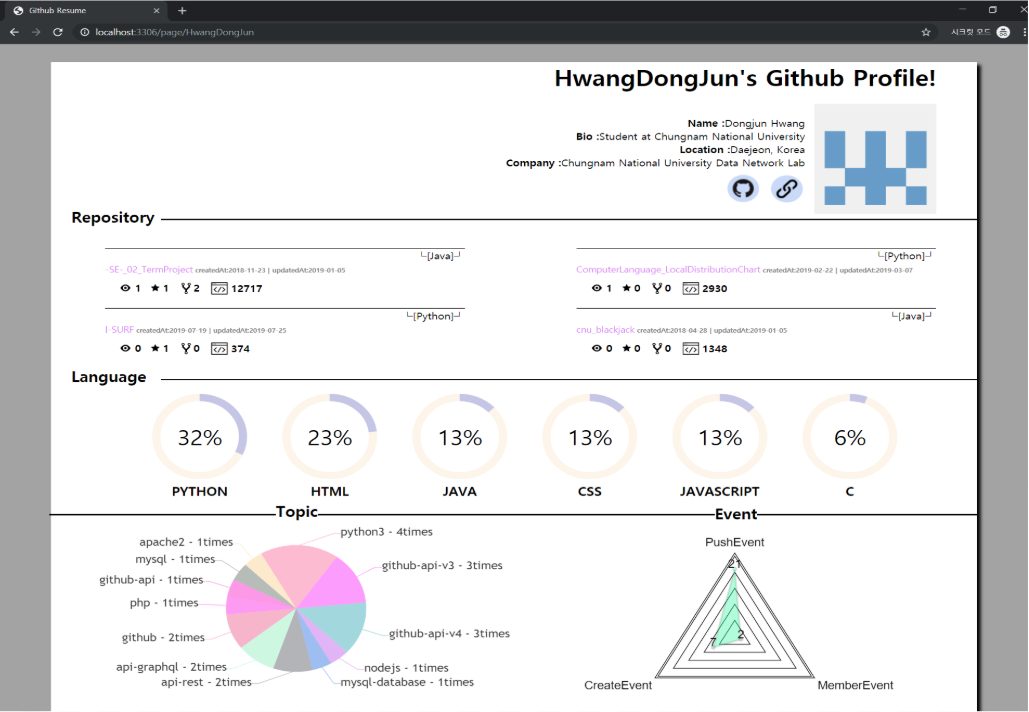 Github Resume
localhost:3306/page/HwangDongJun
시크릿 모드
HwangDongJun's Github Profile!
Name :Dongjun Hwang
Bio :Student at Chungnam National University
Location :Daejeon, Korea
Company :Chungnam National University Data Network Lab
Repository
└-[Java]-┘
-SE-_02_TermProject createdAt:2018-11-23 | updatedAt:2019-01-05
1 1 2 12717
└-[Python]-┘
ComputerLanguage_LocalDistributionChart createdAt:2019-02-22 | updatedAt:2019-03-07
1 0 0 2930
└-[Python]-┘
I-SURF createdAt:2019-07-19 | updatedAt:2019-07-25
0 1 0 374
└-[Java]-┘
cnu_blackjack createdAt:2018-04-28 | updatedAt:2019-01-05
0 0 0 1348
Language
32% 23% 13% 13% 13% 6%
PYTHON HTML JAVA CSS JAVASCRIPT C
Topic
python3 - 4times
apache2 - 1times
mysql - 1times
github-api-v3 - 3times
github-api - 1times
php - 1times
github - 2times
github-api-v4 - 3times
api-graphql - 2times
nodejs - 1times
api-rest - 2times
mysql-database - 1times
Event
PushEvent
21
2
7
CreateEvent
MemberEvent